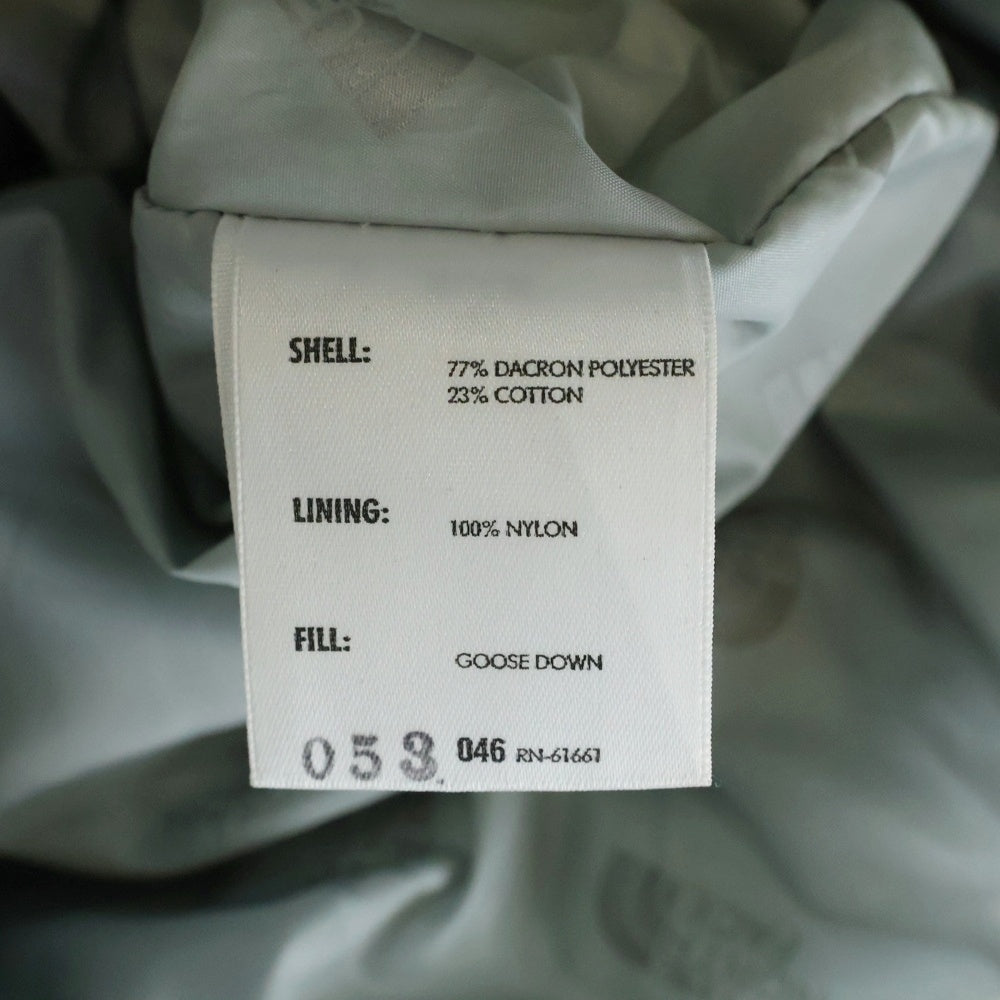 SHELL:
77% DACRON POLYESTER
23% COTTON
LINING:
100% NYLON
FILL:
GOOSE DOWN
053 046 RN-61661